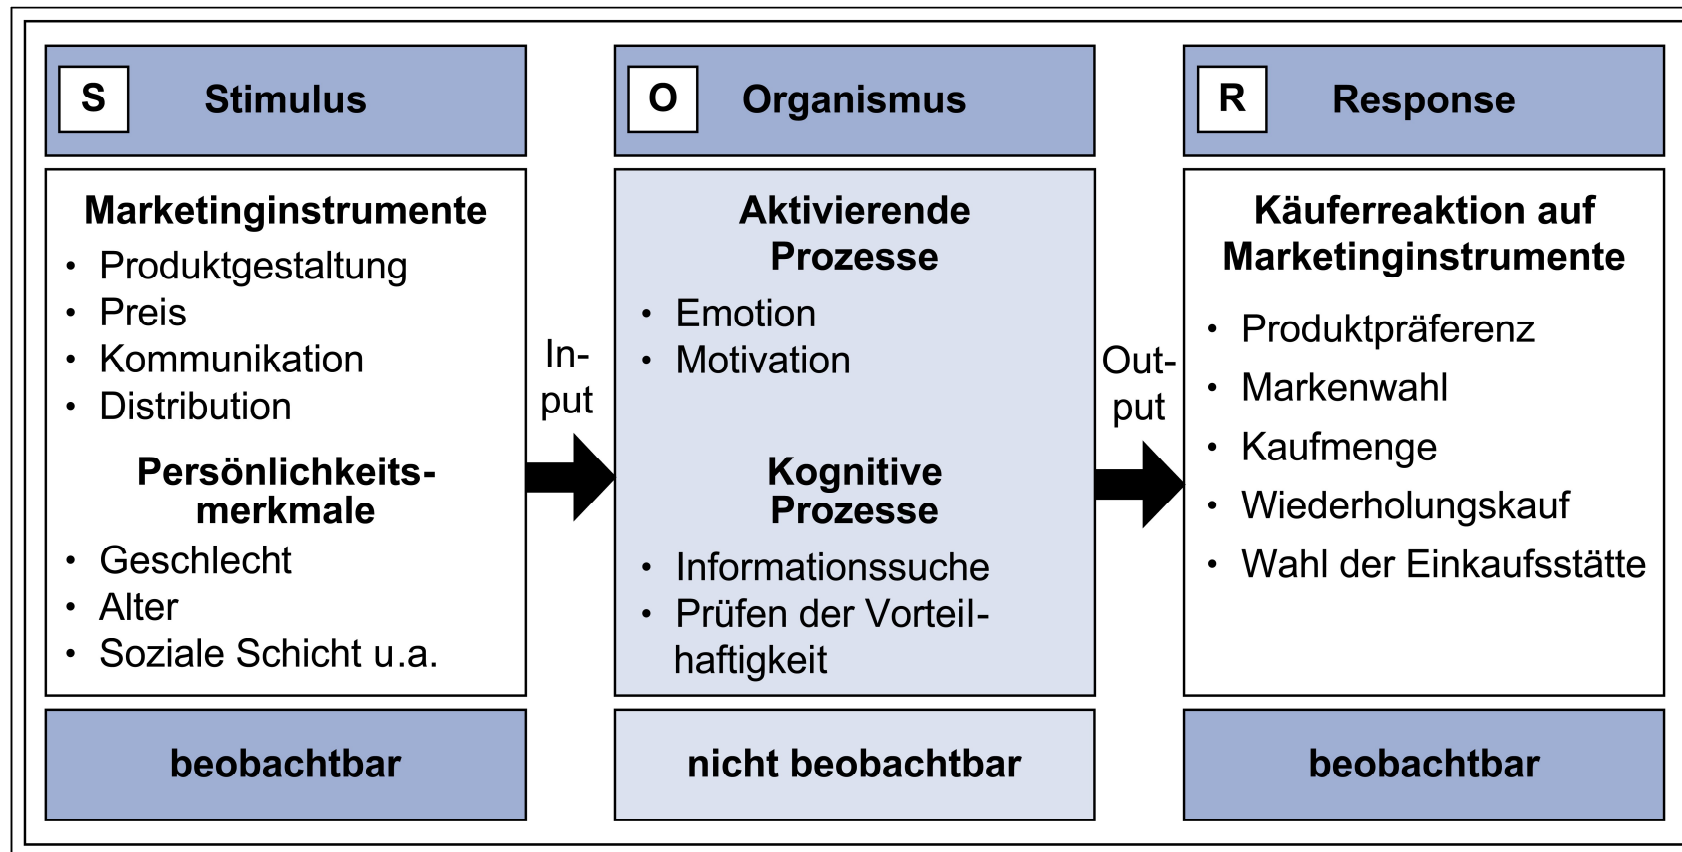 S Stimulus
Marketinginstrumente
• Produktgestaltung
• Preis
• Kommunikation
• Distribution
Persönlichkeits-
merkmale
• Geschlecht
• Alter
• Soziale Schicht u.a.
beobachtbar
In-
put
O Organismus
Aktivierende
Prozesse
• Emotion
• Motivation
Kognitive
Prozesse
• Informationssuche
• Prüfen der Vorteil-
haftigkeit
nicht beobachtbar
Out-
put
R Response
Käuferreaktion auf
Marketinginstrumente
• Produktpräferenz
• Markenwahl
• Kaufmenge
• Wiederholungskauf
• Wahl der Einkaufsstätte
beobachtbar